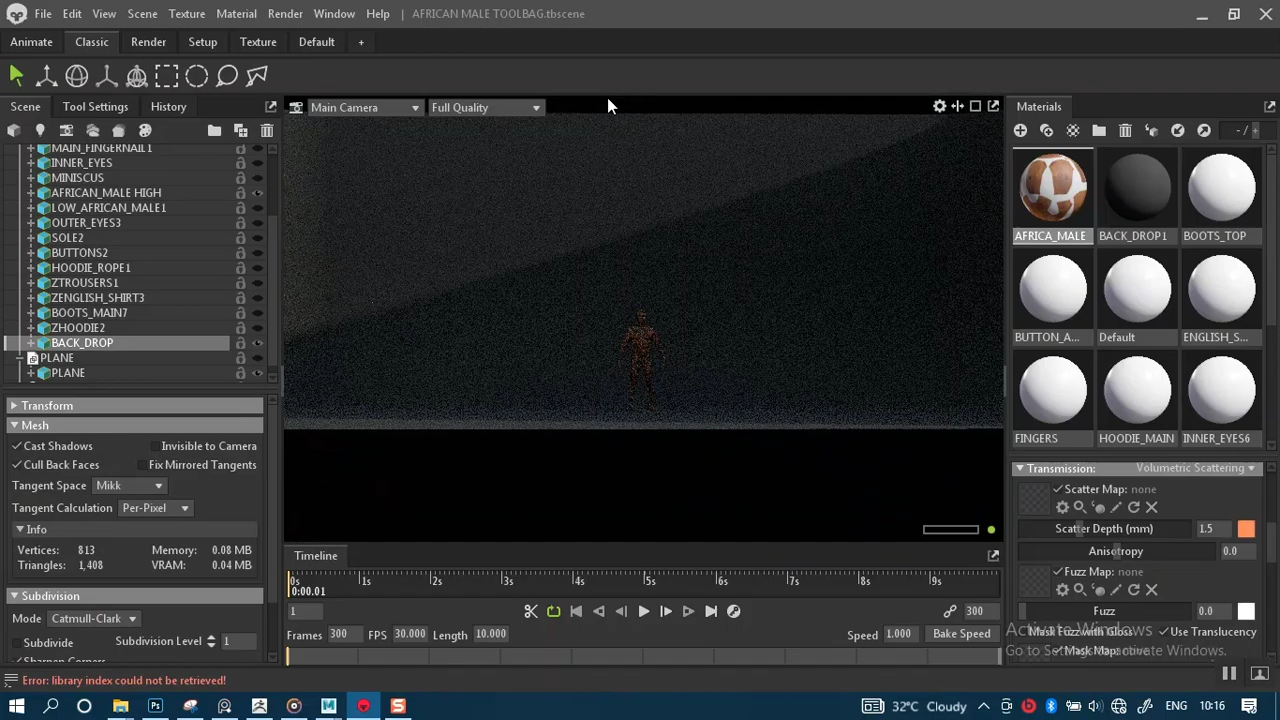 File Edit View Scene Texture Material Render Window Help AFRICAN MALE TOOLBAG.tbscene
Animate Classic Render Setup Texture Default +
Scene Tool Settings History
Main Camera Full Quality
Materials
- / +
MAIN_FINGERNAIL1
INNER_EYES
MINISCUS
AFRICAN_MALE HIGH
LOW_AFRICAN_MALE1
OUTER_EYES3
SOLE2
BUTTONS2
HOODIE_ROPE1
ZTROUSERS1
ZENGLISH_SHIRT3
BOOTS_MAIN7
ZHOODIE2
BACK_DROP
PLANE
PLANE
Transform
Mesh
Cast Shadows Invisible to Camera
Cull Back Faces Fix Mirrored Tangents
Tangent Space Mikk
Tangent Calculation Per-Pixel
Info
Vertices: 813 Memory: 0.08 MB
Triangles: 1,408 VRAM: 0.04 MB
Subdivision
Mode Catmull-Clark
Subdivide Subdivision Level 1
Sharpen Corners
Timeline
0s 1s 2s 3s 4s 5s 6s 7s 8s 9s
0:00.01
1 300
Frames 300 FPS 30.000 Length 10.000 Speed 1.000 Bake Speed
AFRICA_MALE BACK_DROP1 BOOTS_TOP
BUTTON_A... Default ENGLISH_S...
FINGERS HOODIE_MAIN INNER_EYES6
Transmission: Volumetric Scattering
Scatter Map: none
Scatter Depth (mm) 1.5
Anisotropy 0.0
Fuzz Map: none
Fuzz 0.0
Mask Fuzz with Gloss Use Translucency
Mask Map: none
Activate Windows
Go to Settings to activate Windows.
Error: library index could not be retrieved!
32°C Cloudy ENG 10:16